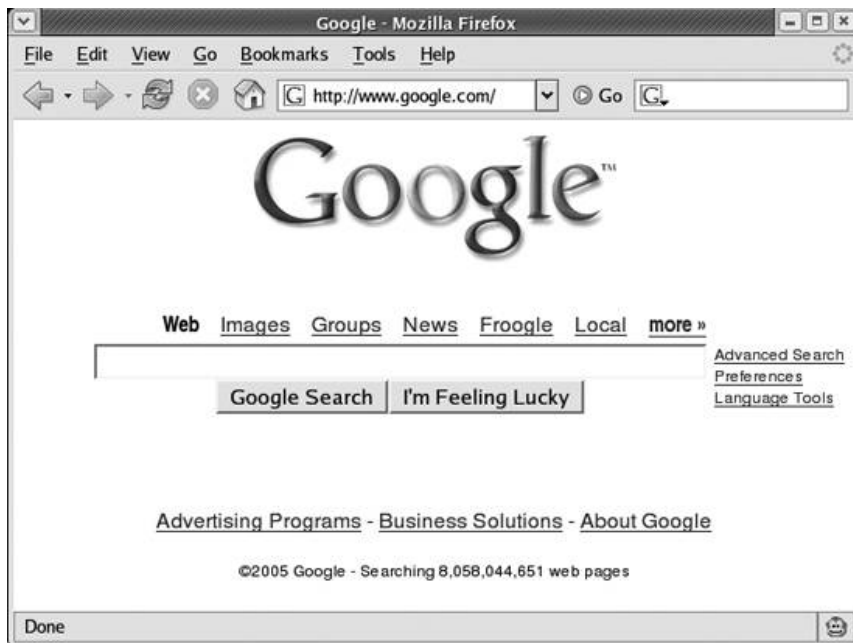 Google - Mozilla Firefox
File Edit View Go Bookmarks Tools Help
G http://www.google.com/ Go G
Google™
Web Images Groups News Froogle Local more »
Advanced Search
Preferences
Language Tools
Google Search I'm Feeling Lucky
Advertising Programs - Business Solutions - About Google
©2005 Google - Searching 8,058,044,651 web pages
Done